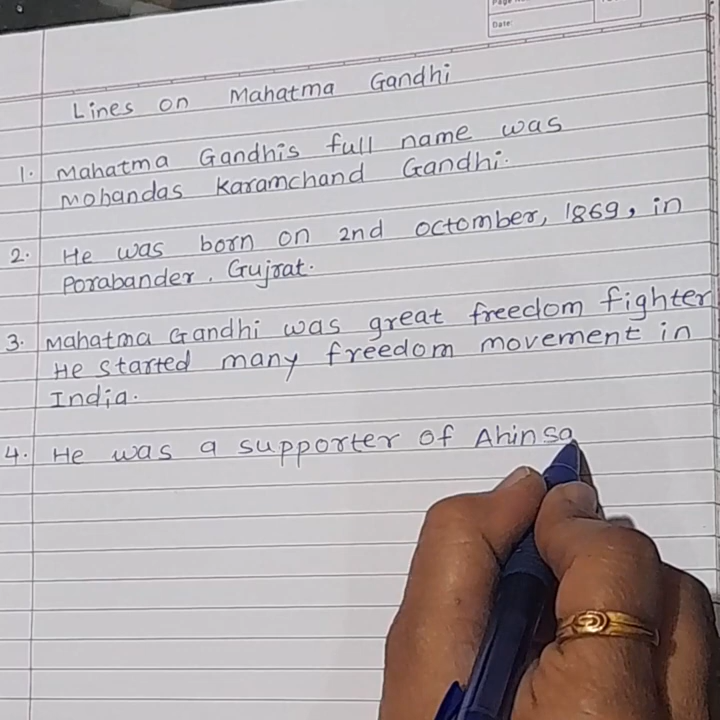 Date:
Lines on Mahatma Gandhi
1. Mahatma Gandhis full name was
Mohandas Karamchand Gandhi.
2. He was born on 2nd octomber, 1869, in
Porabander. Gujrat.
3. Mahatma Gandhi was great freedom fighter
He started many freedom movement in
India.
4. He was a supporter of Ahinsa